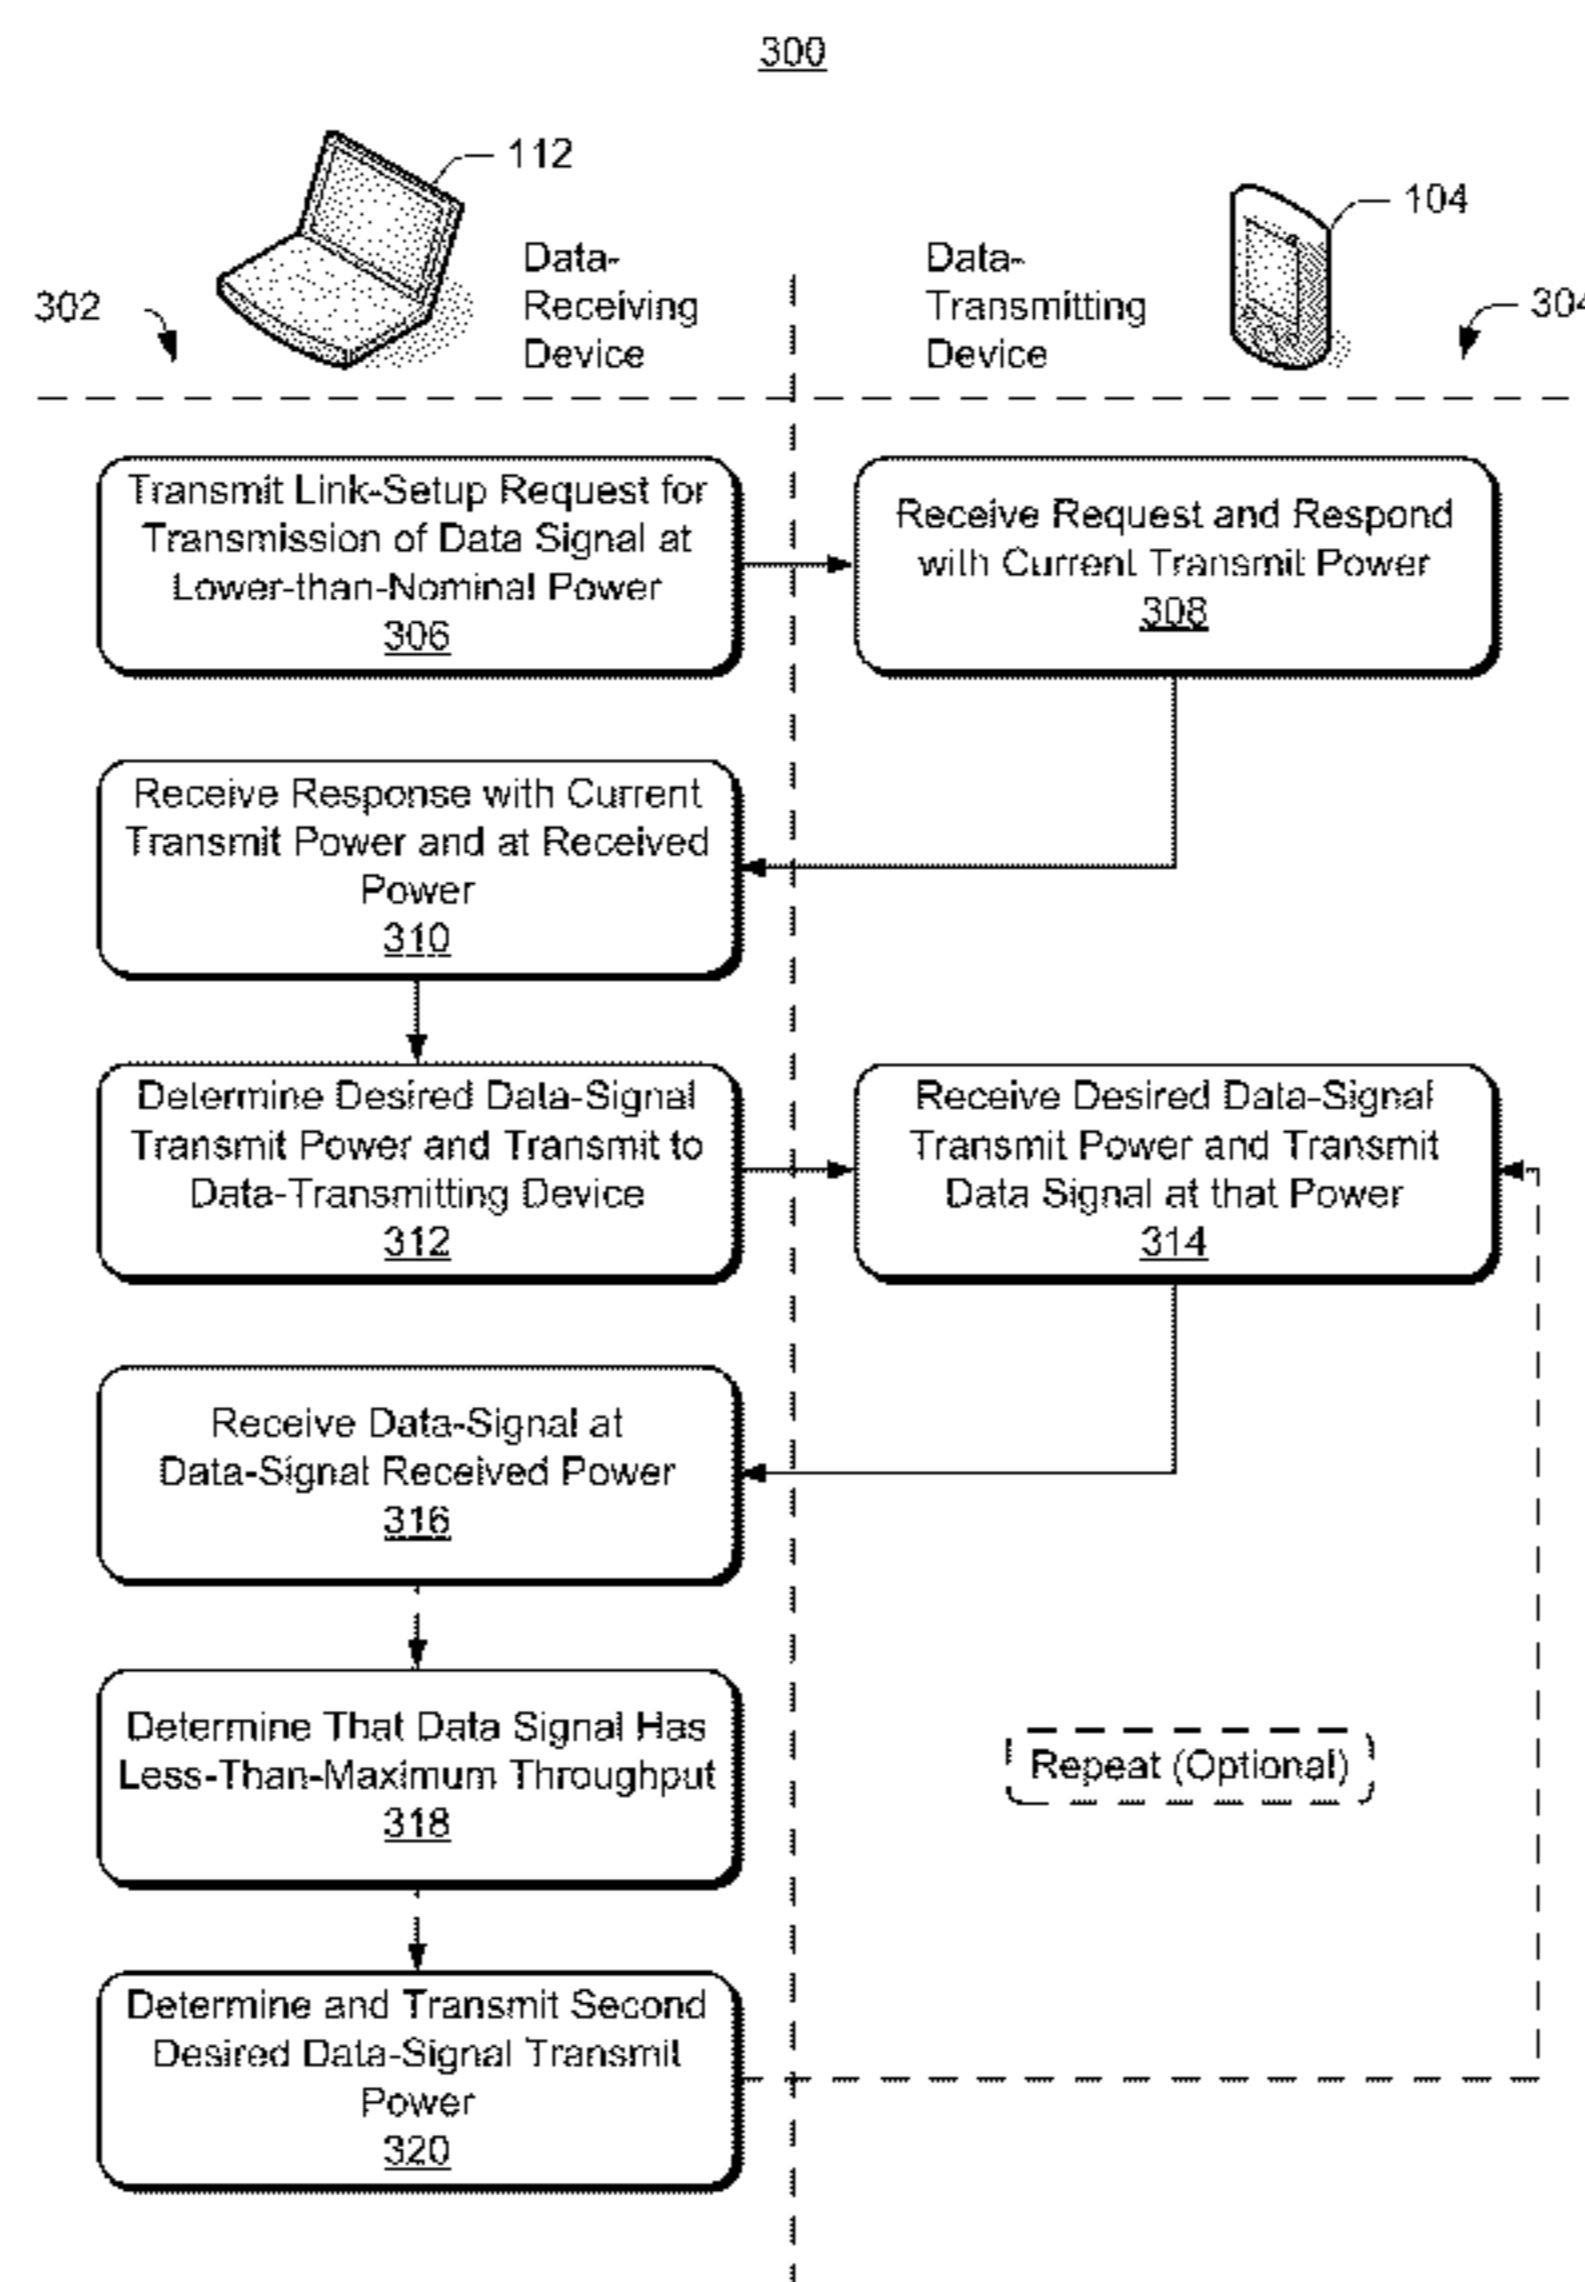 300
112
104
Data-
Receiving
Device
Data-
Transmitting
Device
302
304
Transmit Link-Setup Request for
Transmission of Data Signal at
Lower-than-Nominal Power
306
Receive Request and Respond
with Current Transmit Power
308
Receive Response with Current
Transmit Power and at Received
Power
310
Determine Desired Data-Signal
Transmit Power and Transmit to
Data-Transmitting Device
312
Receive Desired Data-Signal
Transmit Power and Transmit
Data Signal at that Power
314
Receive Data-Signal at
Data-Signal Received Power
316
Determine That Data Signal Has
Less-Than-Maximum Throughput
318
Repeat (Optional)
Determine and Transmit Second
Desired Data-Signal Transmit
Power
320